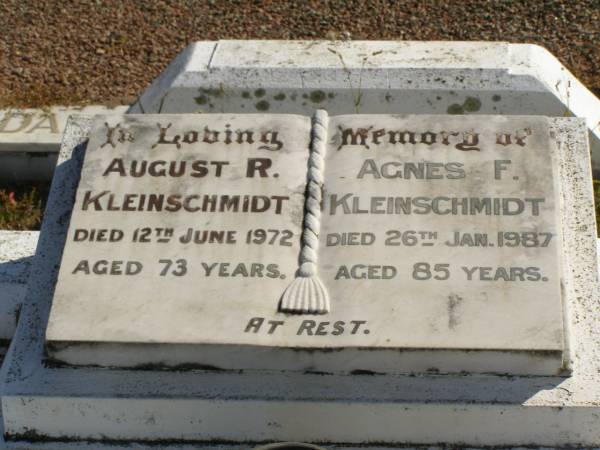 In Loving Memory of
August R.
Kleinschmidt
Died 12th June 1972
Aged 73 years.
Agnes F.
Kleinschmidt
Died 26th Jan. 1987
Aged 85 years.
At Rest.